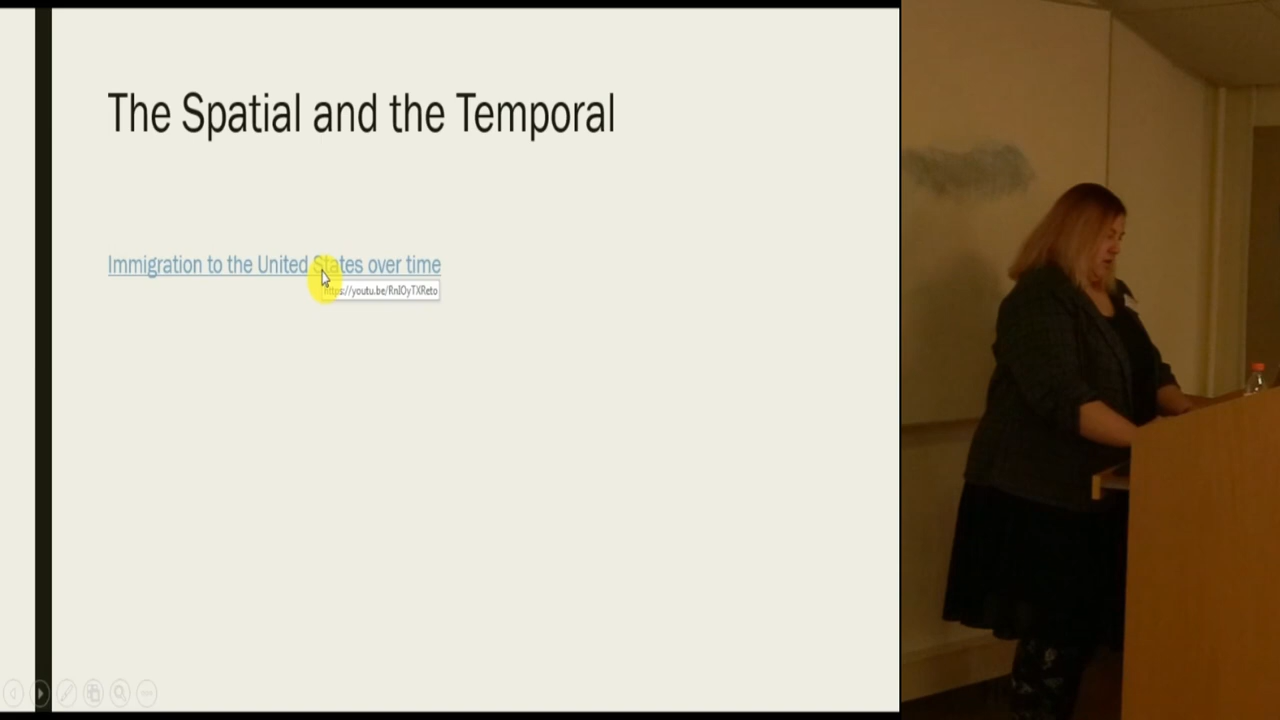 The Spatial and the Temporal
Immigration to the United States over time